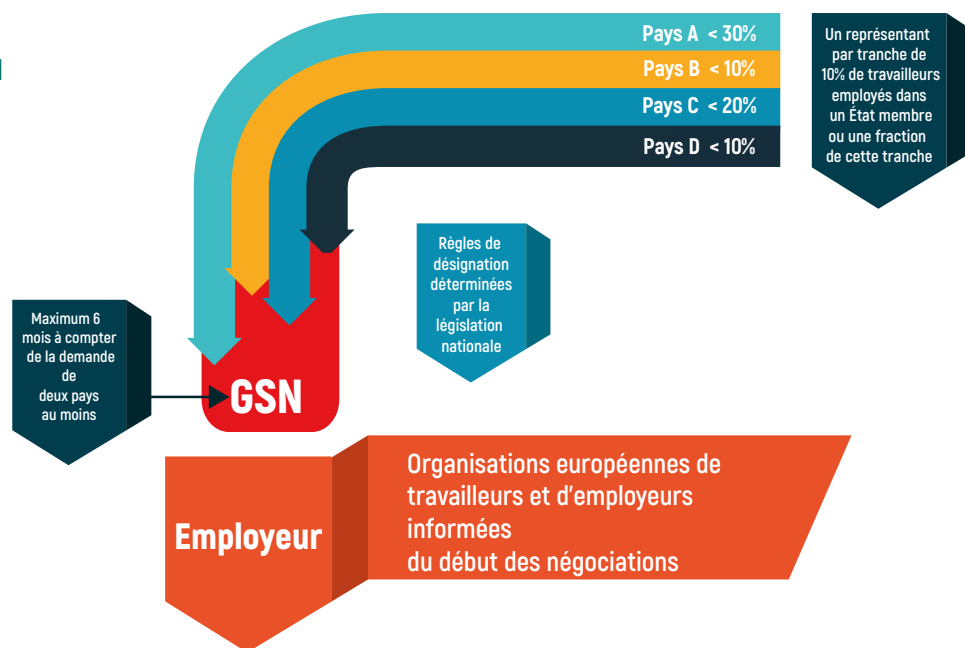 Pays A < 30%
Pays B < 10%
Pays C < 20%
Pays D < 10%
Un représentant
par tranche de
10% de travailleurs
employés dans
un État membre
ou une fraction
de cette tranche
Règles de
désignation
déterminées
par la
législation
nationale
Maximum 6
mois à compter
de la demande
de
deux pays
au moins
GSN
Employeur
Organisations européennes de
travailleurs et d'employeurs
informées
du début des négociations